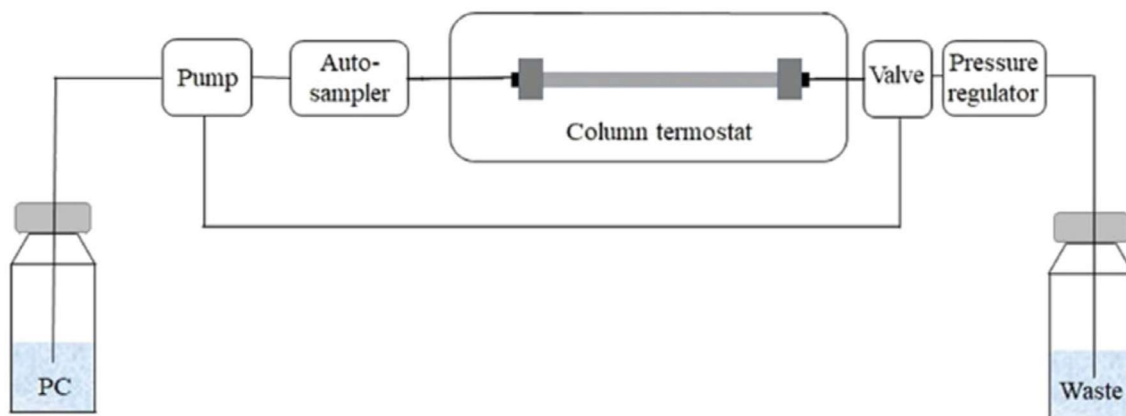 Pump
Auto-
sampler
Column termostat
Valve
Pressure
regulator
PC
Waste